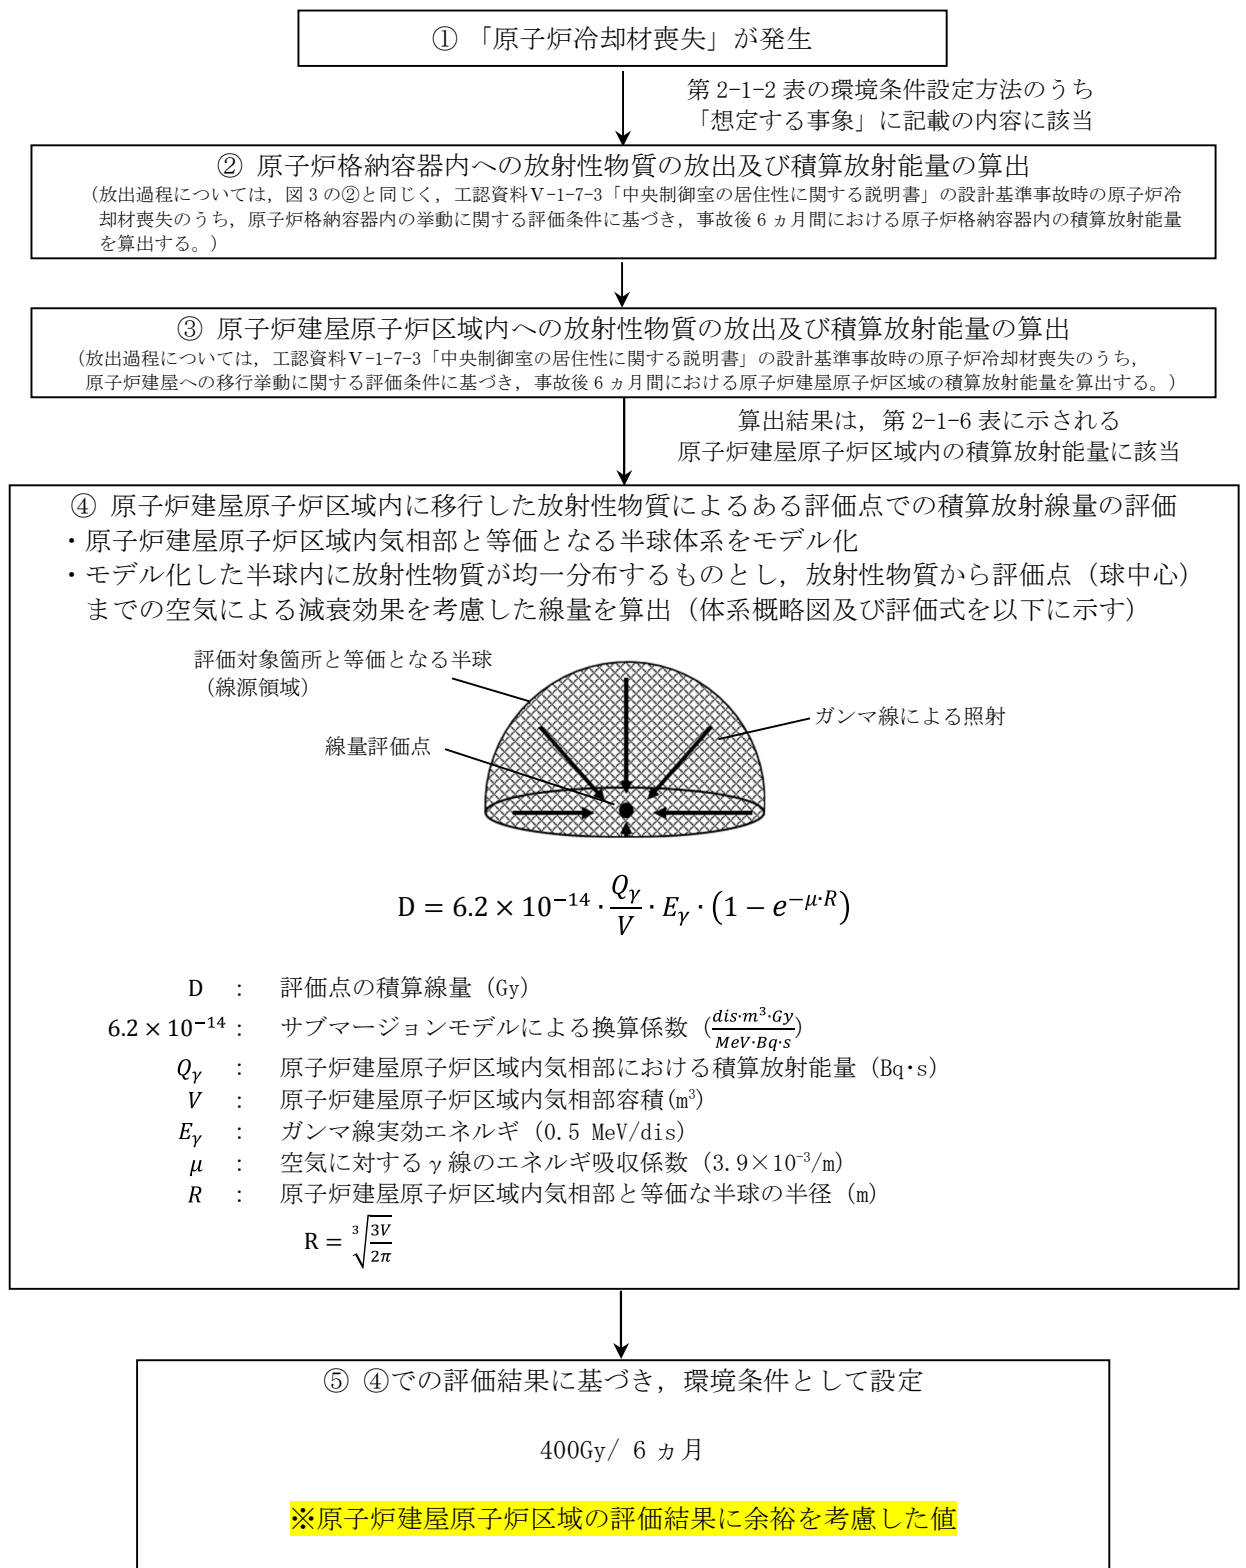 ① 「原子炉冷却材喪失」が発生
第 2-1-2 表の環境条件設定方法のうち
「想定する事象」に記載の内容に該当
② 原子炉格納容器内への放射性物質の放出及び積算放射能量の算出
(放出過程については，図 3 の②と同じく，工認資料Ⅴ-1-7-3「中央制御室の居住性に関する説明書」の設計基準事故時の原子炉冷
却材喪失のうち，原子炉格納容器内の挙動に関する評価条件に基づき，事故後 6 ヵ月間における原子炉格納容器内の積算放射能量
を算出する。)
③ 原子炉建屋原子炉区域内への放射性物質の放出及び積算放射能量の算出
(放出過程については，工認資料Ⅴ-1-7-3「中央制御室の居住性に関する説明書」の設計基準事故時の原子炉冷却材喪失のうち，
原子炉建屋への移行挙動に関する評価条件に基づき，事故後 6 ヵ月間における原子炉建屋原子炉区域の積算放射能量を算出する。)
算出結果は，第 2-1-6 表に示される
原子炉建屋原子炉区域内の積算放射能量に該当
④ 原子炉建屋原子炉区域内に移行した放射性物質によるある評価点での積算放射線量の評価
・原子炉建屋原子炉区域内気相部と等価となる半球体系をモデル化
・モデル化した半球内に放射性物質が均一分布するものとし，放射性物質から評価点（球中心）
までの空気による減衰効果を考慮した線量を算出（体系概略図及び評価式を以下に示す）
評価対象箇所と等価となる半球
（線源領域）
ガンマ線による照射
線量評価点
D = 6.2 × 10⁻¹⁴ · Qᵧ/V · Eᵧ · (1 − e^{−μ·R})
D : 評価点の積算線量 (Gy)
6.2 × 10⁻¹⁴ : サブマージョンモデルによる換算係数 (dis·m³·Gy/MeV·Bq·s)
Qᵧ : 原子炉建屋原子炉区域内気相部における積算放射能量 (Bq・s)
V : 原子炉建屋原子炉区域内気相部容積(m³)
Eᵧ : ガンマ線実効エネルギ (0.5 MeV/dis)
μ : 空気に対するγ線のエネルギ吸収係数 (3.9×10⁻³/m)
R : 原子炉建屋原子炉区域内気相部と等価な半球の半径 (m)
R = ∛(3V/2π)
⑤ ④での評価結果に基づき，環境条件として設定
400Gy/ 6 ヵ月
※原子炉建屋原子炉区域の評価結果に余裕を考慮した値